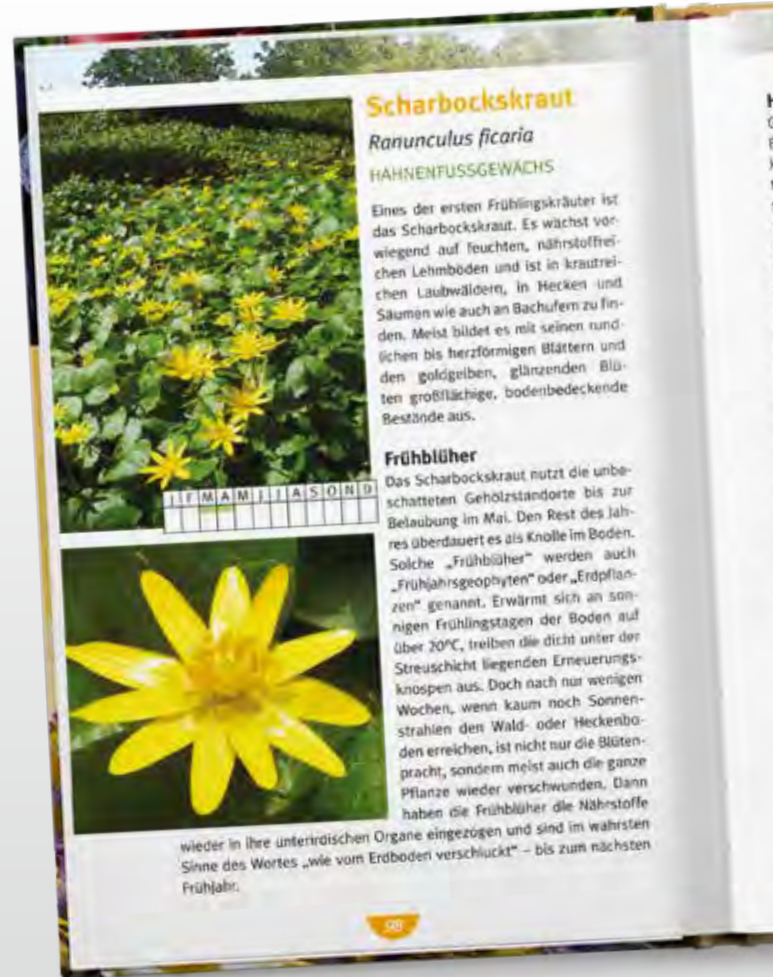 Scharbockskraut
Ranunculus ficaria
HAHNENFUSSGEWÄCHS
Eines der ersten Frühlingskräuter ist
das Scharbockskraut. Es wächst vor-
wiegend auf feuchten, nährstoffrei-
chen Lehmböden und ist in krautrei-
chen Laubwäldern, in Hecken und
Säumen wie auch an Bachufern zu fin-
den. Meist bildet es mit seinen rund-
lichen bis herzförmigen Blättern und
den goldgelben, glänzenden Blü-
ten großflächige, bodenbedeckende
Bestände aus.
Frühblüher
Das Scharbockskraut nutzt die unbe-
schatteten Gehölzstandorte bis zur
Belaubung im Mai. Den Rest des Jah-
res überdauert es als Knolle im Boden.
Solche „Frühblüher“ werden auch
„Frühjahrsgeophyten“ oder „Erdpflan-
zen“ genannt. Erwärmt sich an son-
nigen Frühlingstagen der Boden auf
über 20°C, treiben die dicht unter der
Streuschicht liegenden Erneuerungs-
knospen aus. Doch nach nur wenigen
Wochen, wenn kaum noch Sonnen-
strahlen den Wald- oder Heckenbo-
den erreichen, ist nicht nur die Blüten-
pracht, sondern meist auch die ganze
Pflanze wieder verschwunden. Dann
haben die Frühblüher die Nährstoffe
wieder in ihre unterirdischen Organe eingezogen und sind im wahrsten
Sinne des Wortes „wie vom Erdboden verschluckt“ – bis zum nächsten
Frühjahr.
J F M A M J J A S O N D
98